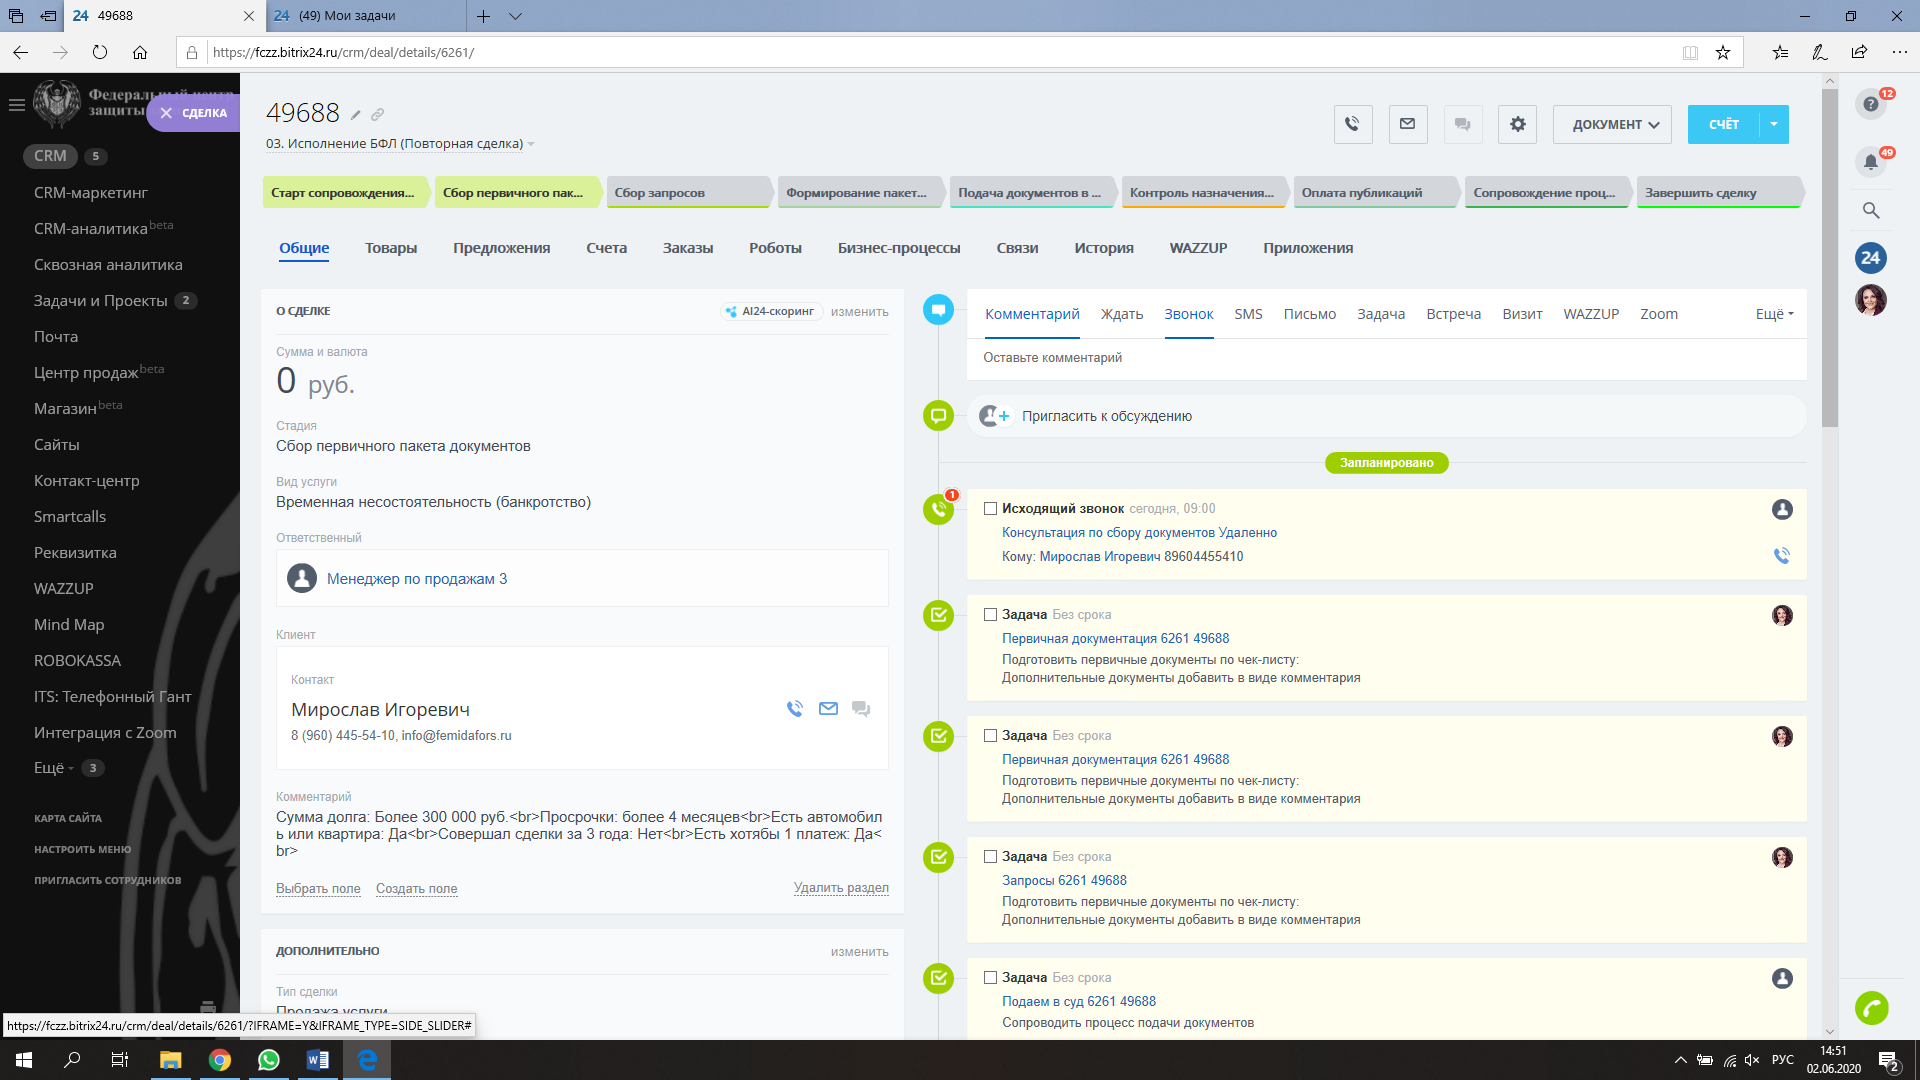 24 49688
24 (49) Мои задачи
https://fczz.bitrix24.ru/crm/deal/details/6261/
Федеральный центр
защиты
СДЕЛКА
CRM 5
CRM-маркетинг
CRM-аналитика beta
Сквозная аналитика
Задачи и Проекты 2
Почта
Центр продаж beta
Магазин beta
Сайты
Контакт-центр
Smartcalls
Реквизитка
WAZZUP
Mind Map
ROBOKASSA
ITS: Телефонный Гант
Интеграция с Zoom
Ещё 3
КАРТА САЙТА
НАСТРОИТЬ МЕНЮ
ПРИГЛАСИТЬ СОТРУДНИКОВ
49688
03. Исполнение БФЛ (Повторная сделка)
ДОКУМЕНТ
СЧЁТ
Старт сопровождения... Сбор первичного пак... Сбор запросов Формирование пакет... Подача документов в ... Контроль назначения... Оплата публикаций Сопровождение проц... Завершить сделку
Общие Товары Предложения Счета Заказы Роботы Бизнес-процессы Связи История WAZZUP Приложения
О СДЕЛКЕ
AI24-скоринг изменить
Сумма и валюта
0 руб.
Стадия
Сбор первичного пакета документов
Вид услуги
Временная несостоятельность (банкротство)
Ответственный
Менеджер по продажам 3
Клиент
Контакт
Мирослав Игоревич
8 (960) 445-54-10, info@femidafors.ru
Комментарий
Сумма долга: Более 300 000 руб.<br>Просрочки: более 4 месяцев<br>Есть автомобил
ь или квартира: Да<br>Совершал сделки за 3 года: Нет<br>Есть хотябы 1 платеж: Да<
br>
Выбрать поле Создать поле Удалить раздел
ДОПОЛНИТЕЛЬНО изменить
Тип сделки
Продажа услуги
Комментарий Ждать Звонок SMS Письмо Задача Встреча Визит WAZZUP Zoom Ещё
Оставьте комментарий
Пригласить к обсуждению
Запланировано
1
Исходящий звонок сегодня, 09:00
Консультация по сбору документов Удаленно
Кому: Мирослав Игоревич 89604455410
Задача Без срока
Первичная документация 6261 49688
Подготовить первичные документы по чек-листу:
Дополнительные документы добавить в виде комментария
Задача Без срока
Первичная документация 6261 49688
Подготовить первичные документы по чек-листу:
Дополнительные документы добавить в виде комментария
Задача Без срока
Запросы 6261 49688
Подготовить первичные документы по чек-листу:
Дополнительные документы добавить в виде комментария
Задача Без срока
Подаем в суд 6261 49688
Сопроводить процесс подачи документов
12
49
24
https://fczz.bitrix24.ru/crm/deal/details/6261/?IFRAME=Y&IFRAME_TYPE=SIDE_SLIDER#
РУС
14:51
02.06.2020
2